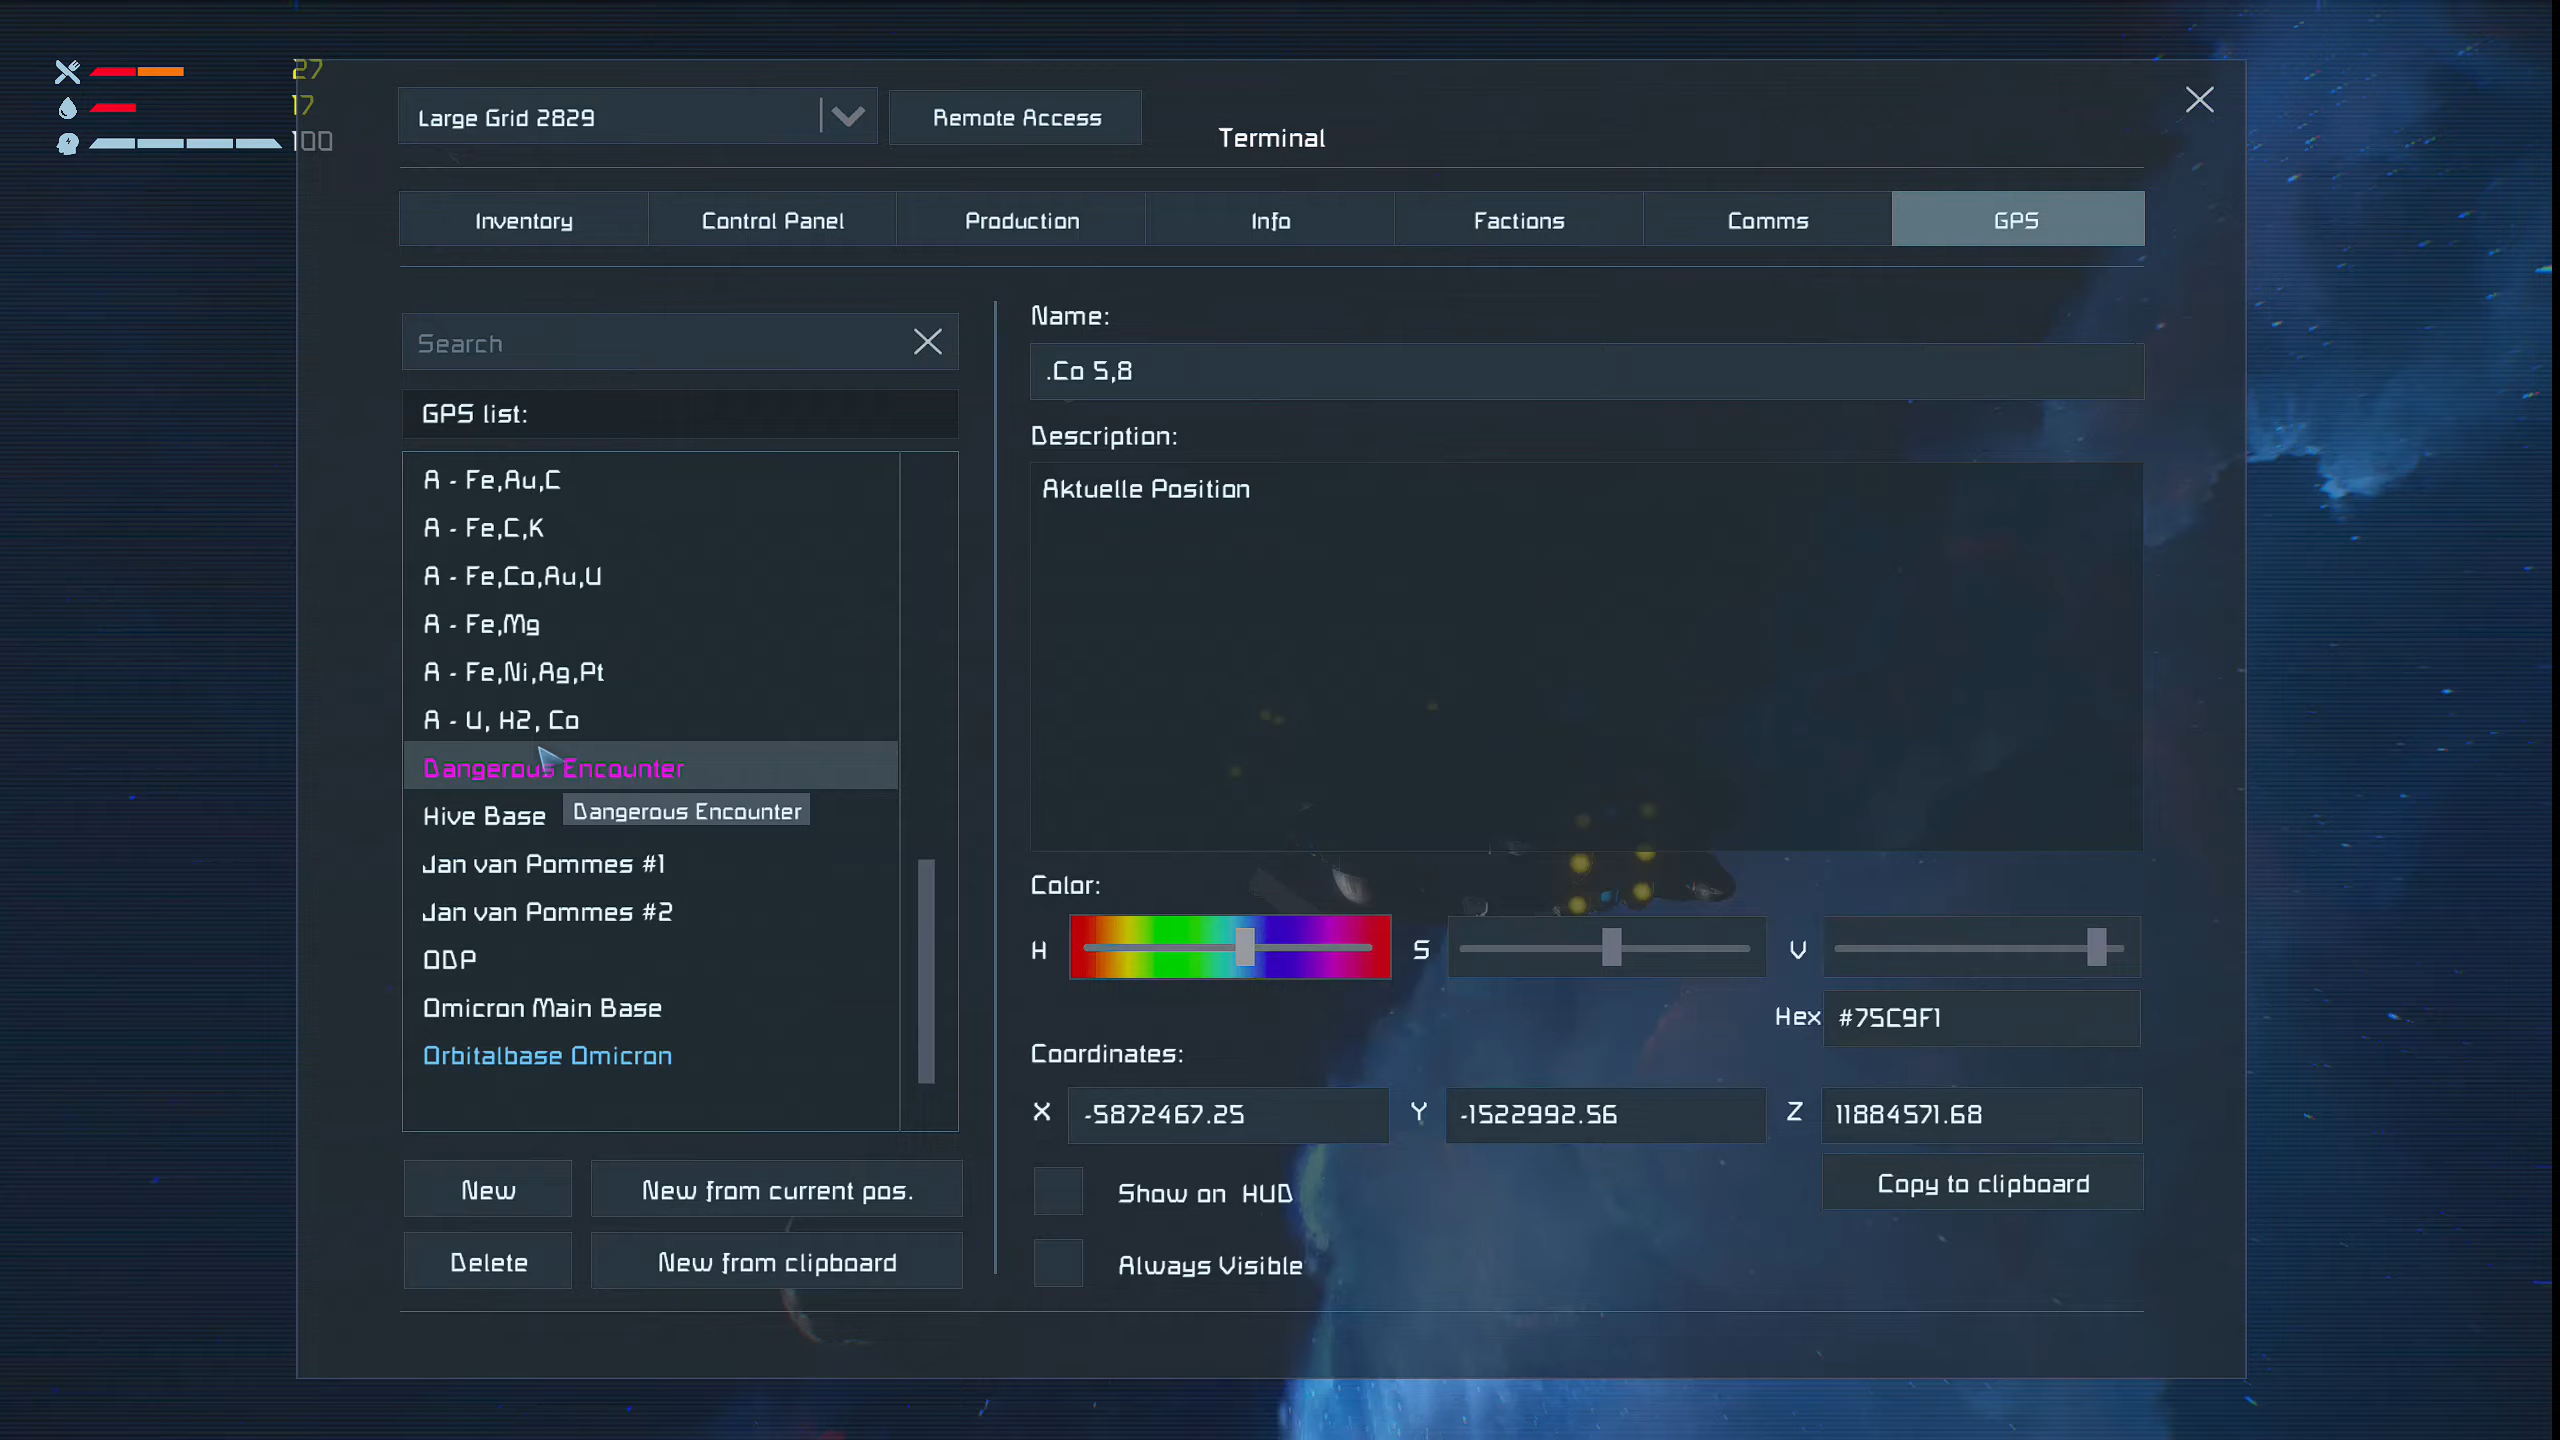 27
17
100
Large Grid 2829
Remote Access
Terminal
Inventory
Control Panel
Production
Info
Factions
Comms
GPS
Search
GPS list:
A - Fe,Au,C
A - Fe,C,K
A - Fe,Co,Au,U
A - Fe,Mg
A - Fe,Ni,Ag,Pt
A - U, H2, Co
Dangerous Encounter
Hive Base
Dangerous Encounter
Jan van Pommes #1
Jan van Pommes #2
ODP
Omicron Main Base
Orbitalbase Omicron
New
New from current pos.
Delete
New from clipboard
Name:
.Co 5,8
Description:
Aktuelle Position
Color:
H
S
V
Hex
#75C9F1
Coordinates:
X
-5872467.25
Y
-1522992.56
Z
11884571.68
Show on HUD
Copy to clipboard
Always Visible